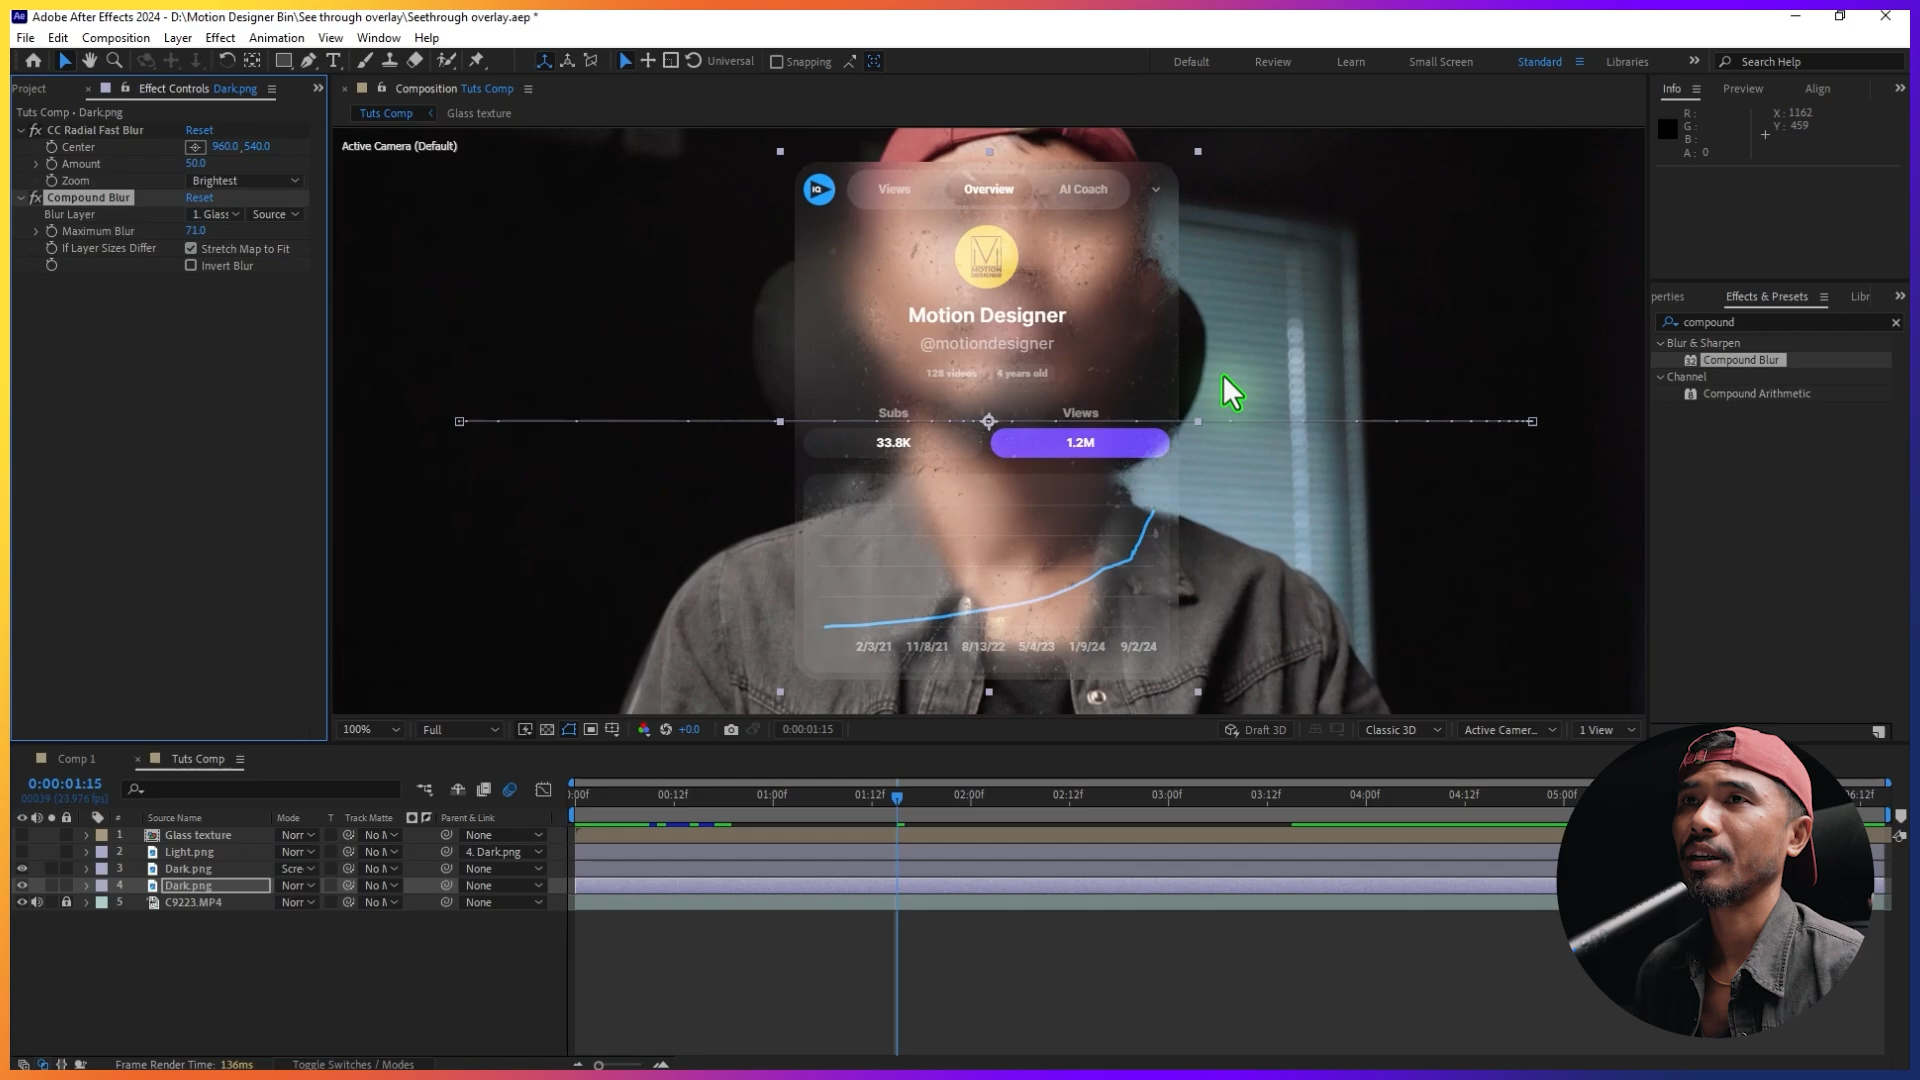 Ae Adobe After Effects 2024 - D:\Motion Designer Bin\See through overlay\Seethrough overlay.aep *
File Edit Composition Layer Effect Animation View Window Help
Universal Snapping Default Review Learn Small Screen Standard Libraries Search Help
Project Effect Controls Dark.png
Tuts Comp • Dark.png
fx CC Radial Fast Blur Reset
Center 960.0,540.0
Amount 50.0
Zoom Brightest
fx Compound Blur Reset
Blur Layer 1. Glass Source
Maximum Blur 71.0
If Layer Sizes Differ Stretch Map to Fit
Invert Blur
Composition Tuts Comp
Tuts Comp Glass texture
Active Camera (Default)
IQ Views Overview AI Coach
MOTION
DESIGNER
Motion Designer
@motiondesigner
128 videos 4 years old
Subs Views
33.8K 1.2M
2/3/21 11/8/21 8/13/22 5/4/23 1/9/24 9/2/24
100% Full +0.0 0:00:01:15 Draft 3D Classic 3D Active Camer... 1 View
Info Preview Align
R: X: 1162
G: Y: 459
B:
A: 0
perties Effects & Presets Libr
compound
Blur & Sharpen
32 Compound Blur
Channel
8 Compound Arithmetic
Comp 1 Tuts Comp
0:00:01:15
00039 (23.976 fps)
:00f 00:12f 01:00f 01:12f 02:00f 02:12f 03:00f 03:12f 04:00f 04:12f 05:00f 06:12f
# Source Name Mode T Track Matte Parent & Link
1 Glass texture Norr No M None
2 Light.png Norr No M 4. Dark.png
3 Dark.png Scre No M None
4 Dark.png Norr No M None
5 C9223.MP4 Norr No M None
Frame Render Time: 136ms Toggle Switches / Modes